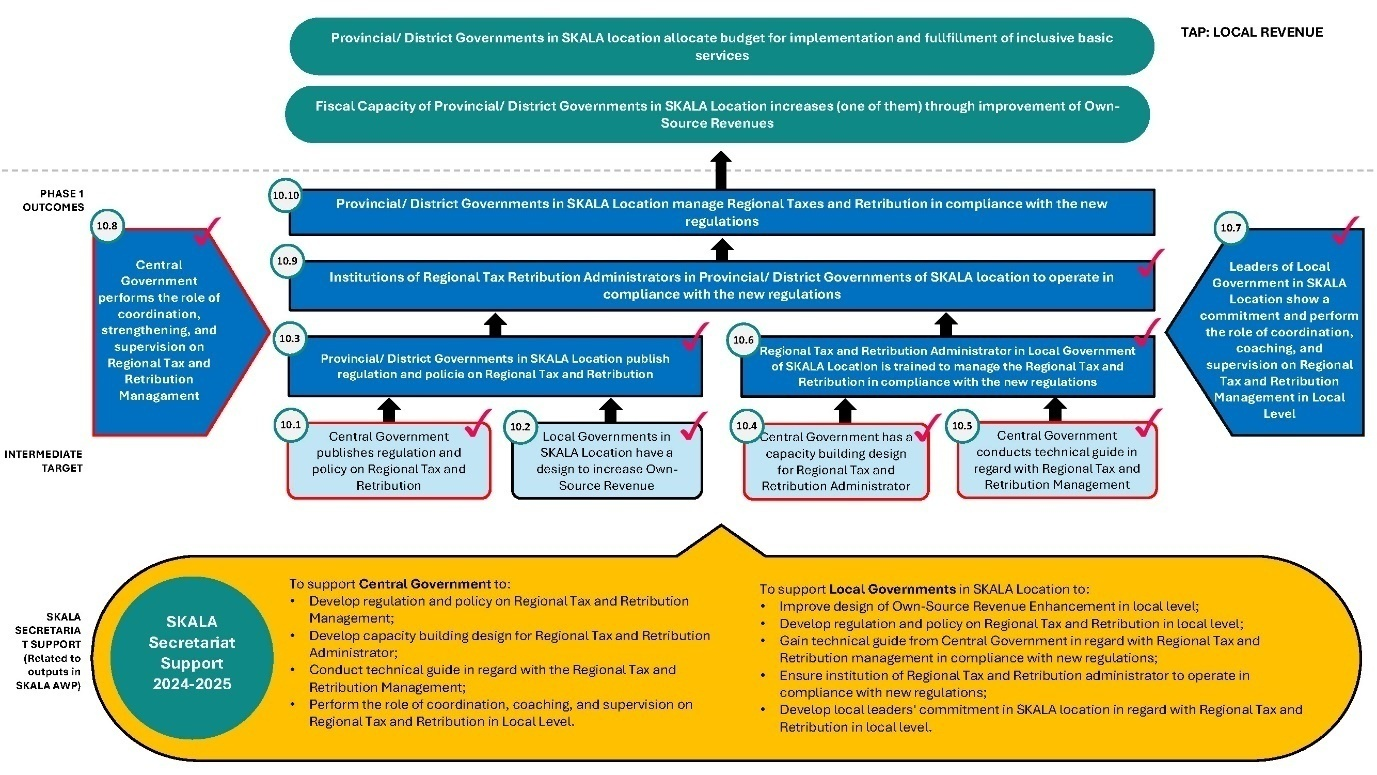 TAP: LOCAL REVENUE
Provincial/ District Governments in SKALA location allocate budget for implementation and fullfillment of inclusive basic
services
Fiscal Capacity of Provincial/ District Governments in SKALA Location increases (one of them) through improvement of Own-
Source Revenues
PHASE 1
OUTCOMES
10.10
Provincial/ District Governments in SKALA Location manage Regional Taxes and Retribution in compliance with the new
regulations
10.8
Central
Government
performs the role of
coordination,
strengthening, and
supervision on
Regional Tax and
Retribution
Managament
10.9
Institutions of Regional Tax Retribution Administrators in Provincial/ District Governments of SKALA location to operate in
compliance with the new regulations
10.7
Leaders of Local
Government in SKALA
Location show a
commitment and perform
the role of coordination,
coaching, and
supervision on Regional
Tax and Retribution
Management in Local
Level
10.3
Provincial/ District Governments in SKALA Location publish
regulation and policie on Regional Tax and Retribution
10.6
Regional Tax and Retribution Administrator in Local Government
of SKALA Location is trained to manage the Regional Tax and
Retribution in compliance with the new regulations
INTERMEDIATE
TARGET
10.1
Central Government
publishes regulation and
policy on Regional Tax and
Retribution
10.2
Local Governments in
SKALA Location have a
design to increase Own-
Source Revenue
10.4
Central Government has a
capacity building design
for Regional Tax and
Retribution Administrator
10.5
Central Government
conducts technical guide in
regard with Regional Tax and
Retribution Management
SKALA
SECRETARIA
T SUPPORT
(Related to
outputs in
SKALA AWP)
SKALA
Secretariat
Support
2024-2025
To support Central Government to:
• Develop regulation and policy on Regional Tax and Retribution
Management;
• Develop capacity building design for Regional Tax and Retribution
Administrator;
• Conduct technical guide in regard with the Regional Tax and
Retribution Management;
• Perform the role of coordination, coaching, and supervision on
Regional Tax and Retribution in Local Level.
To support Local Governments in SKALA Location to:
• Improve design of Own-Source Revenue Enhancement in local level;
• Develop regulation and policy on Regional Tax and Retribution in local level;
• Gain technical guide from Central Government in regard with Regional Tax and
Retribution management in compliance with new regulations;
• Ensure institution of Regional Tax and Retribution administrator to operate in
compliance with new regulations;
• Develop local leaders' commitment in SKALA location in regard with Regional Tax and
Retribution in local level.